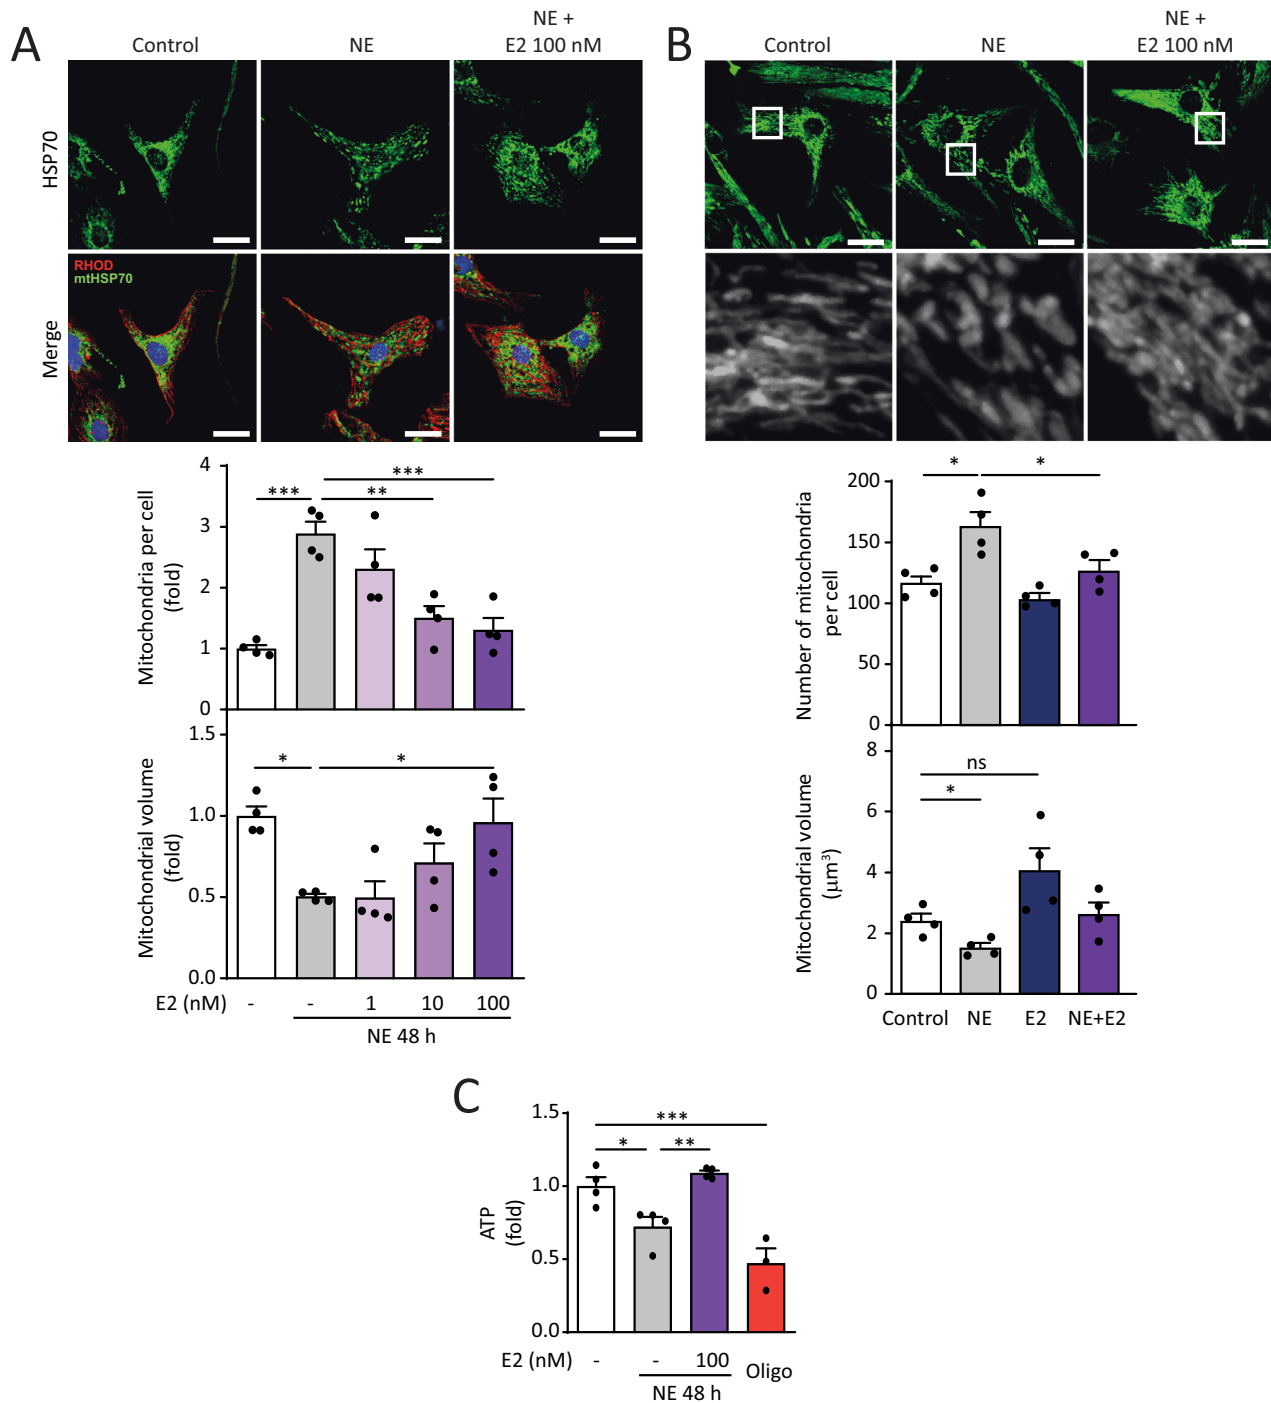 A
Control
NE
NE +
E2 100 nM
HSP70
Merge
RHOD
mtHSP70
Mitochondria per cell
(fold)
4
3
2
1
0
***
**
***
Mitochondrial volume
(fold)
1.5
1.0
0.5
0.0
*
*
E2 (nM)
-
-
1
10
100
NE 48 h
B
Control
NE
NE +
E2 100 nM
Number of mitochondria
per cell
200
150
100
50
0
*
*
Mitochondrial volume
(µm³)
8
6
4
2
0
ns
*
Control
NE
E2
NE+E2
C
ATP
(fold)
1.5
1.0
0.5
0.0
***
*
**
E2 (nM)
-
-
100
Oligo
NE 48 h